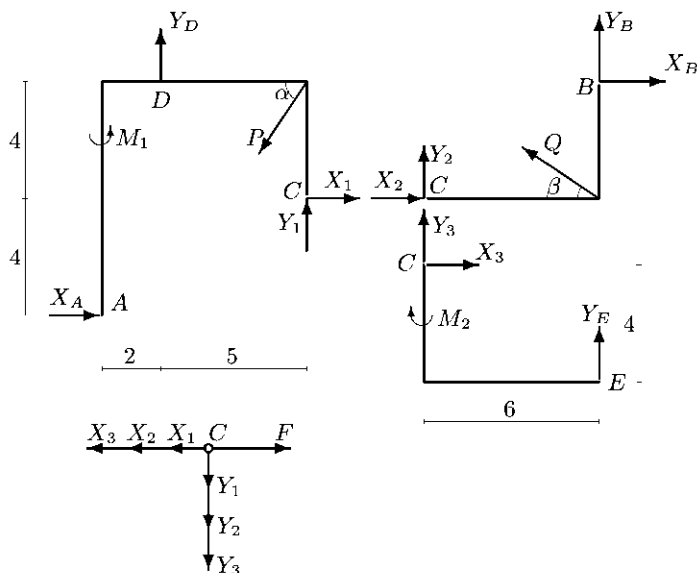 Y_D
Y_B
X_B
D
α
P
M_1
4
B
Q
β
C
X_1
Y_1
X_2
Y_2
C
4
Y_3
C
X_3
X_A
A
M_2
Y_E
4
2
5
E
6
X_3 X_2 X_1 C F
Y_1
Y_2
Y_3